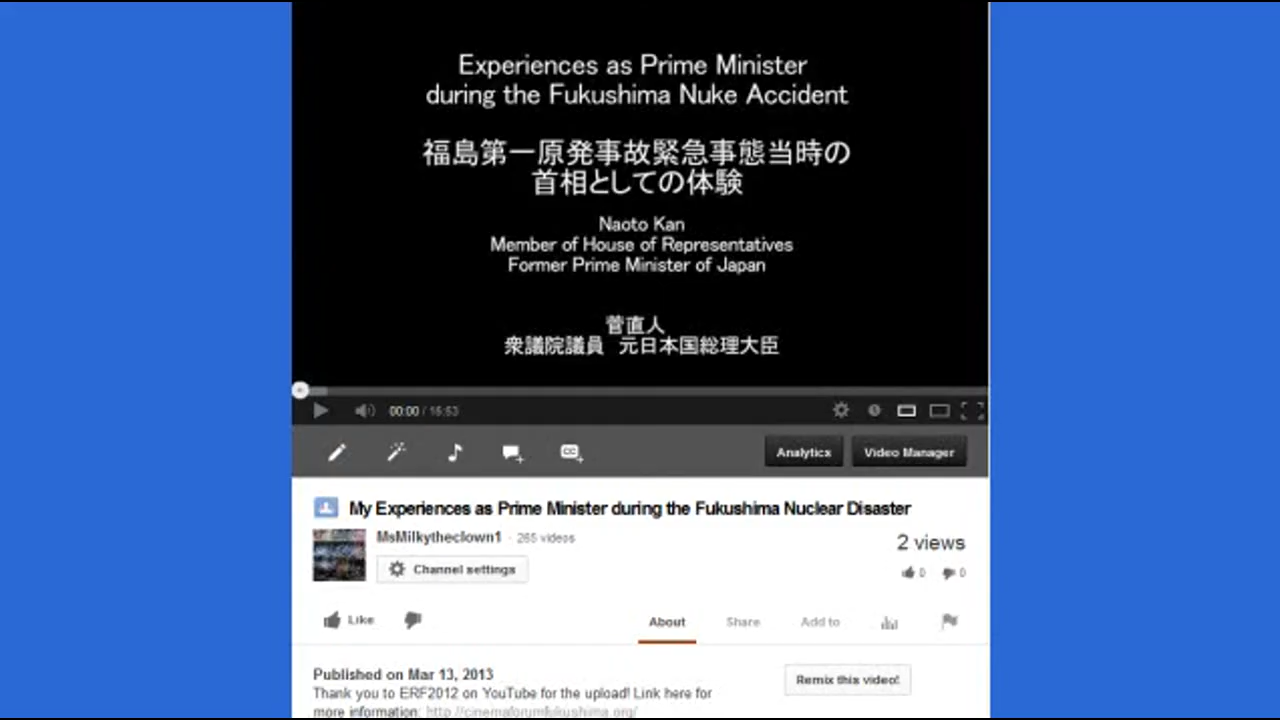 Experiences as Prime Minister
during the Fukushima Nuke Accident
福島第一原発事故緊急事態当時の
首相としての体験
Naoto Kan
Member of House of Representatives
Former Prime Minister of Japan
菅直人
衆議院議員 元日本国総理大臣
00:00 / 15:53
Analytics Video Manager
My Experiences as Prime Minister during the Fukushima Nuclear Disaster
MsMilkytheclown1 · 265 videos
2 views
Channel settings
0 0
Like About Share Add to
Published on Mar 13, 2013
Remix this video!
Thank you to ERF2012 on YouTube for the upload! Link here for
more information: http://cinemaforumfukushima.org/